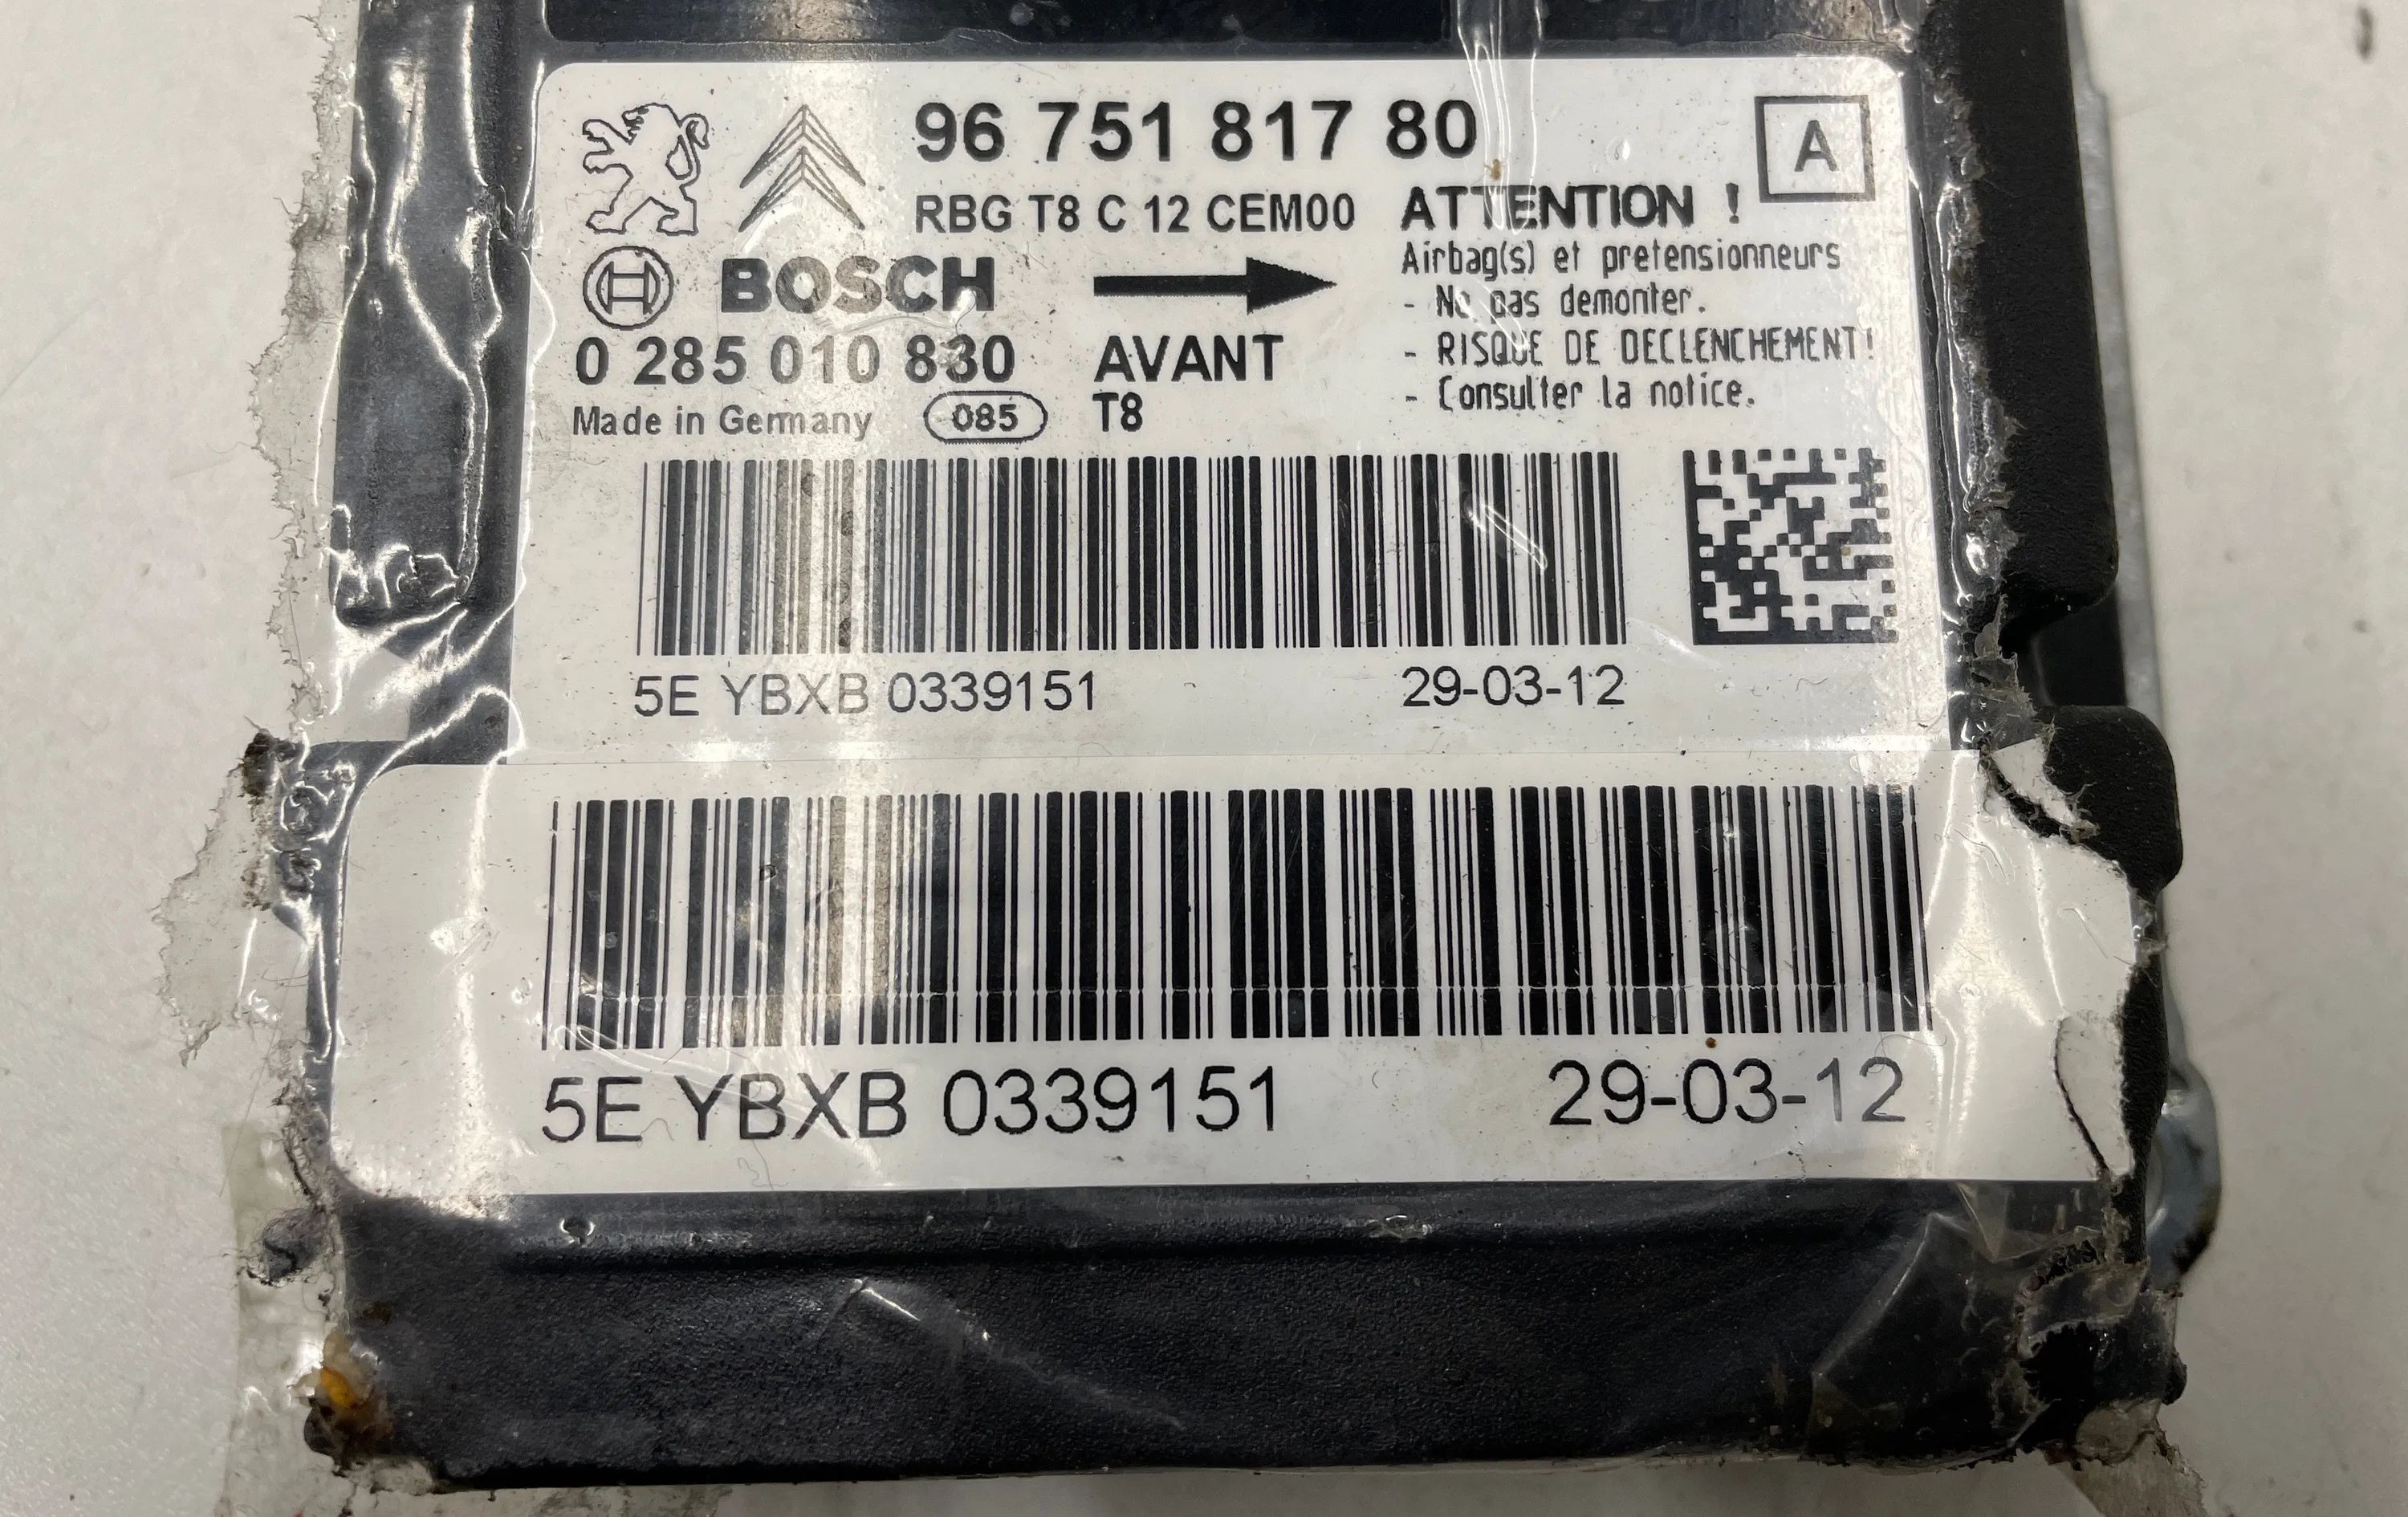 96 751 817 80
A
RBG T8 C 12 CEM00
ATTENTION !
BOSCH
Airbag(s) et pretensionneurs
- Ne pas demonter.
- RISQUE DE DECLENCHEMENT!
- Consulter la notice.
0 285 010 830
AVANT
Made in Germany
085
T8
5E YBXB 0339151
29-03-12
5E YBXB 0339151
29-03-12